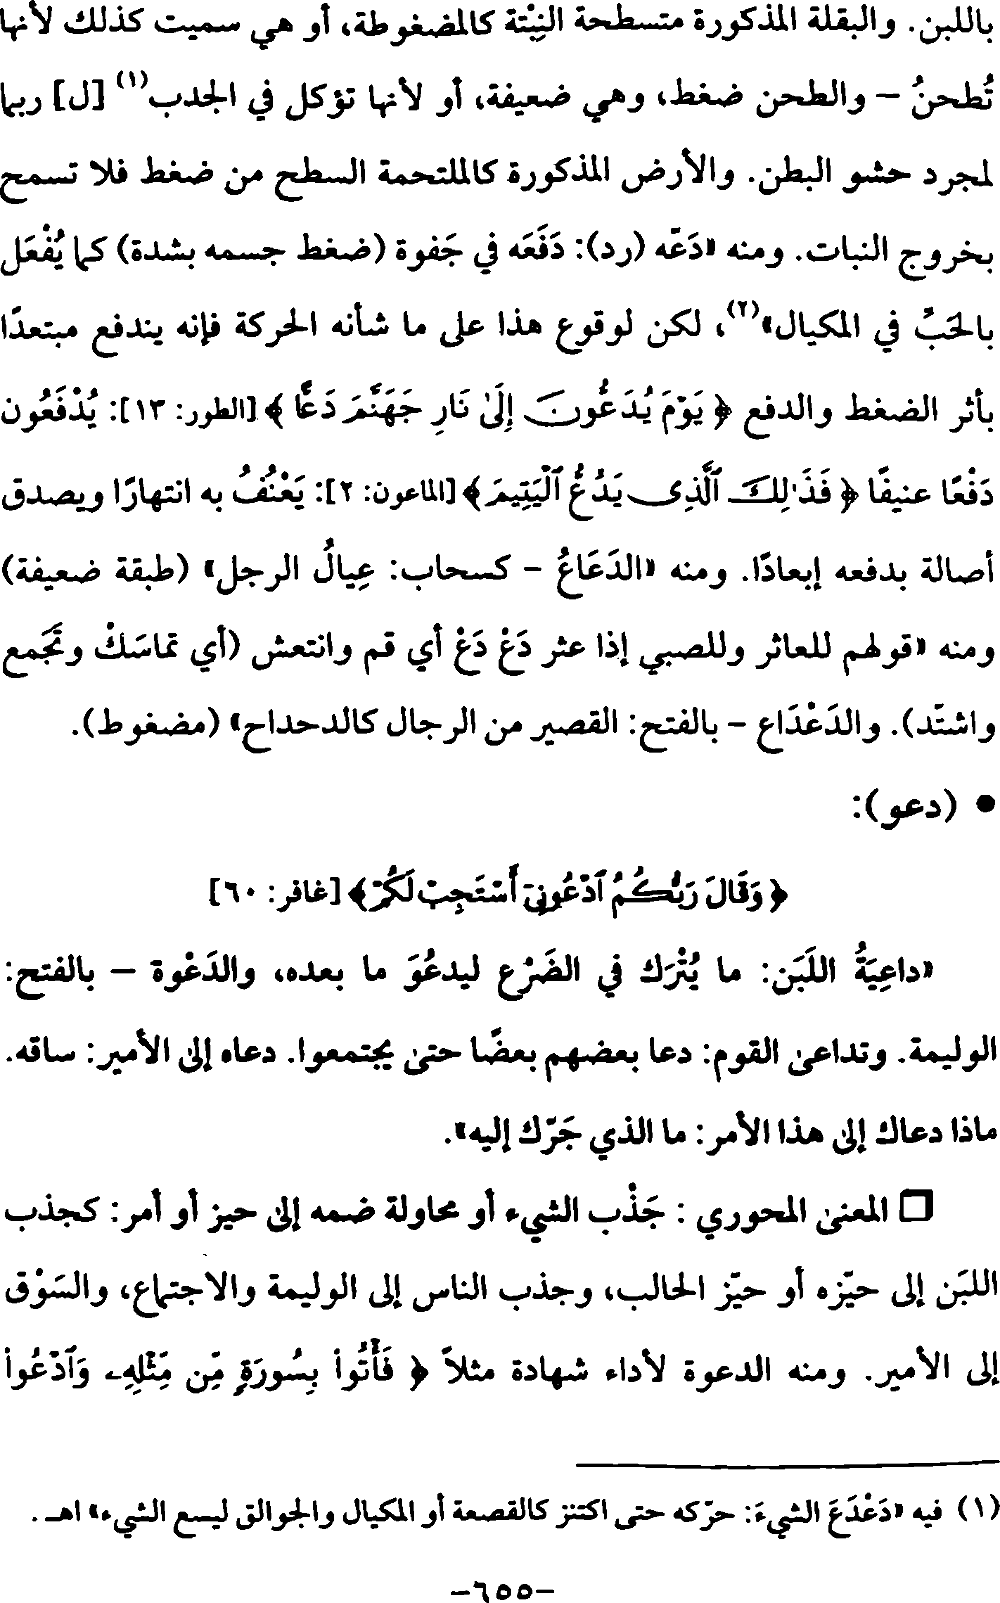 باللبن. والبقلة المذكورة متسطحة النِبْتة كالمضغوطة، أو هي سميت كذلك لأنها
تُطحنُ – والطحن ضغط، وهي ضعيفة، أو لأنها تؤكل في الجدب(١) [ل] ربما
لمجرد حشو البطن. والأرض المذكورة كالملتحمة السطح من ضغط فلا تسمح
بخروج النبات. ومنه «دَعّه (رد): دَفَعَه في جَفوة (ضغط جسمه بشدة) كما يُفْعَل
بالحَبِّ في المكيال»(٢)، لكن لوقوع هذا على ما شأنه الحركة فإنه يندفع مبتعدًا
بأثر الضغط والدفع ﴿ يَوْمَ يُدَعُّونَ إِلَىٰ نَارِ جَهَنَّمَ دَعًّا ﴾ [الطور: ١٣]: يُدْفَعُون
دَفْعًا عنيفًا ﴿ فَذَٰلِكَ ٱلَّذِى يَدُعُّ ٱلْيَتِيمَ ﴾ [الماعون: ٢]: يَعْنُفُ به انتهارًا ويصدق
أصالة بدفعه إبعادًا. ومنه «الدَعَاعُ – كسحاب: عِيالُ الرجل» (طبقة ضعيفة)
ومنه «قولهم للعاثر وللصبي إذا عثر دَعْ دَعْ أي قم وانتعش (أي تماسَكْ وتَجَمع
واشتّد). والدَعْدَاع – بالفتح: القصير من الرجال كالدحداح» (مضغوط).
• (دعو):
﴿ وَقَالَ رَبُّكُمُ ٱدْعُونِىٓ أَسْتَجِبْ لَكُمْ ﴾ [غافر: ٦٠]
«داعِيَةُ اللَبَن: ما يُتْرَك في الضَرْع ليدعُوَ ما بعده، والدَعْوة – بالفتح:
الوليمة. وتداعىٰ القوم: دعا بعضهم بعضًا حتىٰ يجتمعوا. دعاه إلىٰ الأمير: ساقه.
ماذا دعاك إلىٰ هذا الأمر: ما الذي جَرّك إليه».
❒ المعنىٰ المحوري : جَذْب الشيء أو محاولة ضمه إلىٰ حيز أو أمر: كجذب
اللبَن إلى حيّزه أو حيّز الحالب، وجذب الناس إلى الوليمة والاجتماع، والسَوْق
إلى الأمير. ومنه الدعوة لأداء شهادة مثلاً ﴿ فَأْتُوا۟ بِسُورَةٍ مِّن مِّثْلِهِۦ وَٱدْعُوا۟
(١) فيه «دَعْدَعَ الشيءَ: حرّكه حتى اكتنز كالقصعة أو المكيال والجوالق ليسع الشيء» اهـ .
–٦٥٥–